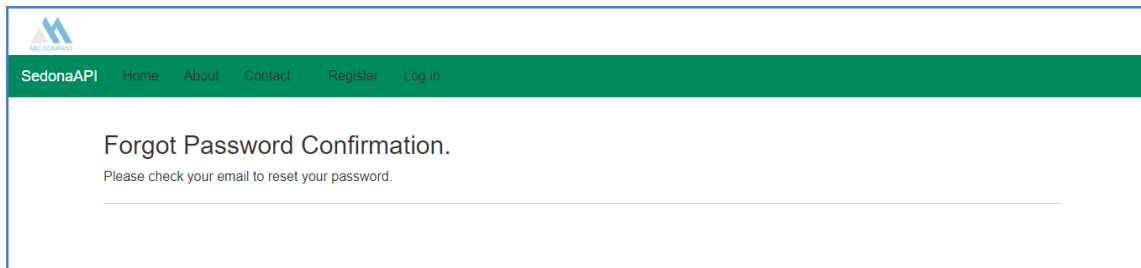 ABC COMPANY
SedonaAPI Home About Contact Register Log in
Forgot Password Confirmation.
Please check your email to reset your password.